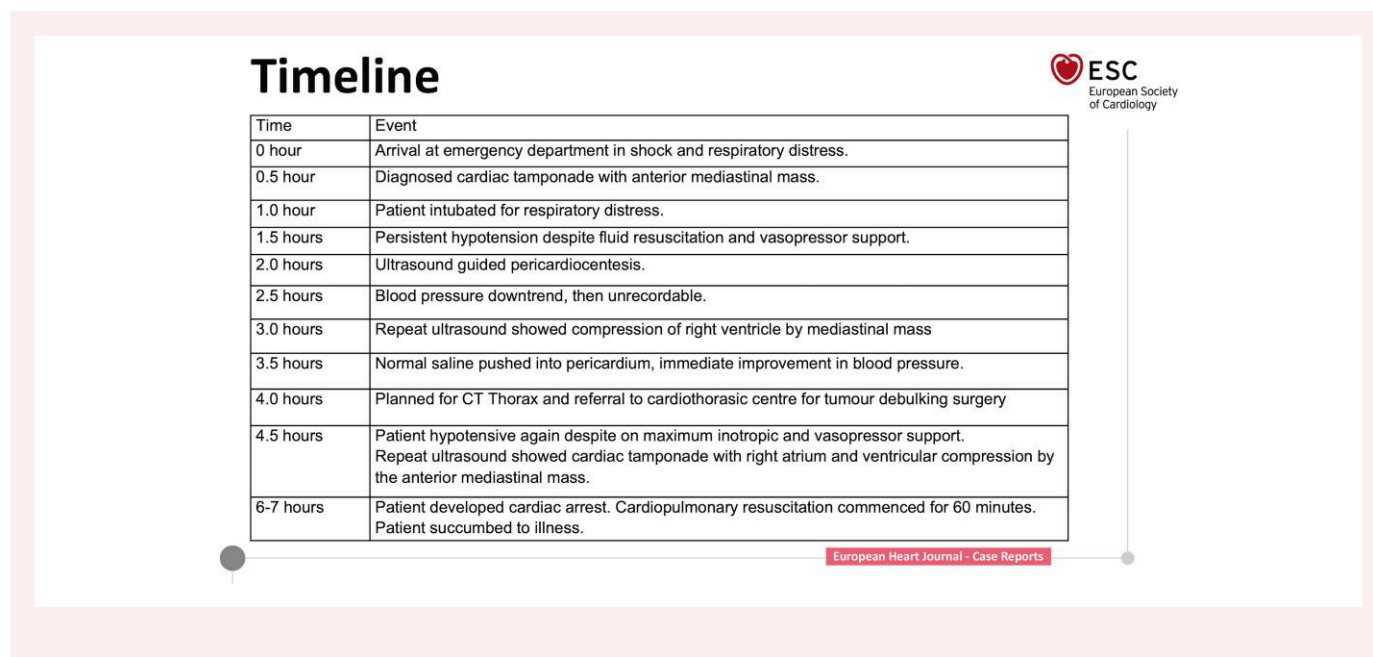 Timeline
ESC
European Society
of Cardiology
Time Event
0 hour Arrival at emergency department in shock and respiratory distress.
0.5 hour Diagnosed cardiac tamponade with anterior mediastinal mass.
1.0 hour Patient intubated for respiratory distress.
1.5 hours Persistent hypotension despite fluid resuscitation and vasopressor support.
2.0 hours Ultrasound guided pericardiocentesis.
2.5 hours Blood pressure downtrend, then unrecordable.
3.0 hours Repeat ultrasound showed compression of right ventricle by mediastinal mass
3.5 hours Normal saline pushed into pericardium, immediate improvement in blood pressure.
4.0 hours Planned for CT Thorax and referral to cardiothorasic centre for tumour debulking surgery
4.5 hours Patient hypotensive again despite on maximum inotropic and vasopressor support.
Repeat ultrasound showed cardiac tamponade with right atrium and ventricular compression by
the anterior mediastinal mass.
6-7 hours Patient developed cardiac arrest. Cardiopulmonary resuscitation commenced for 60 minutes.
Patient succumbed to illness.
European Heart Journal - Case Reports